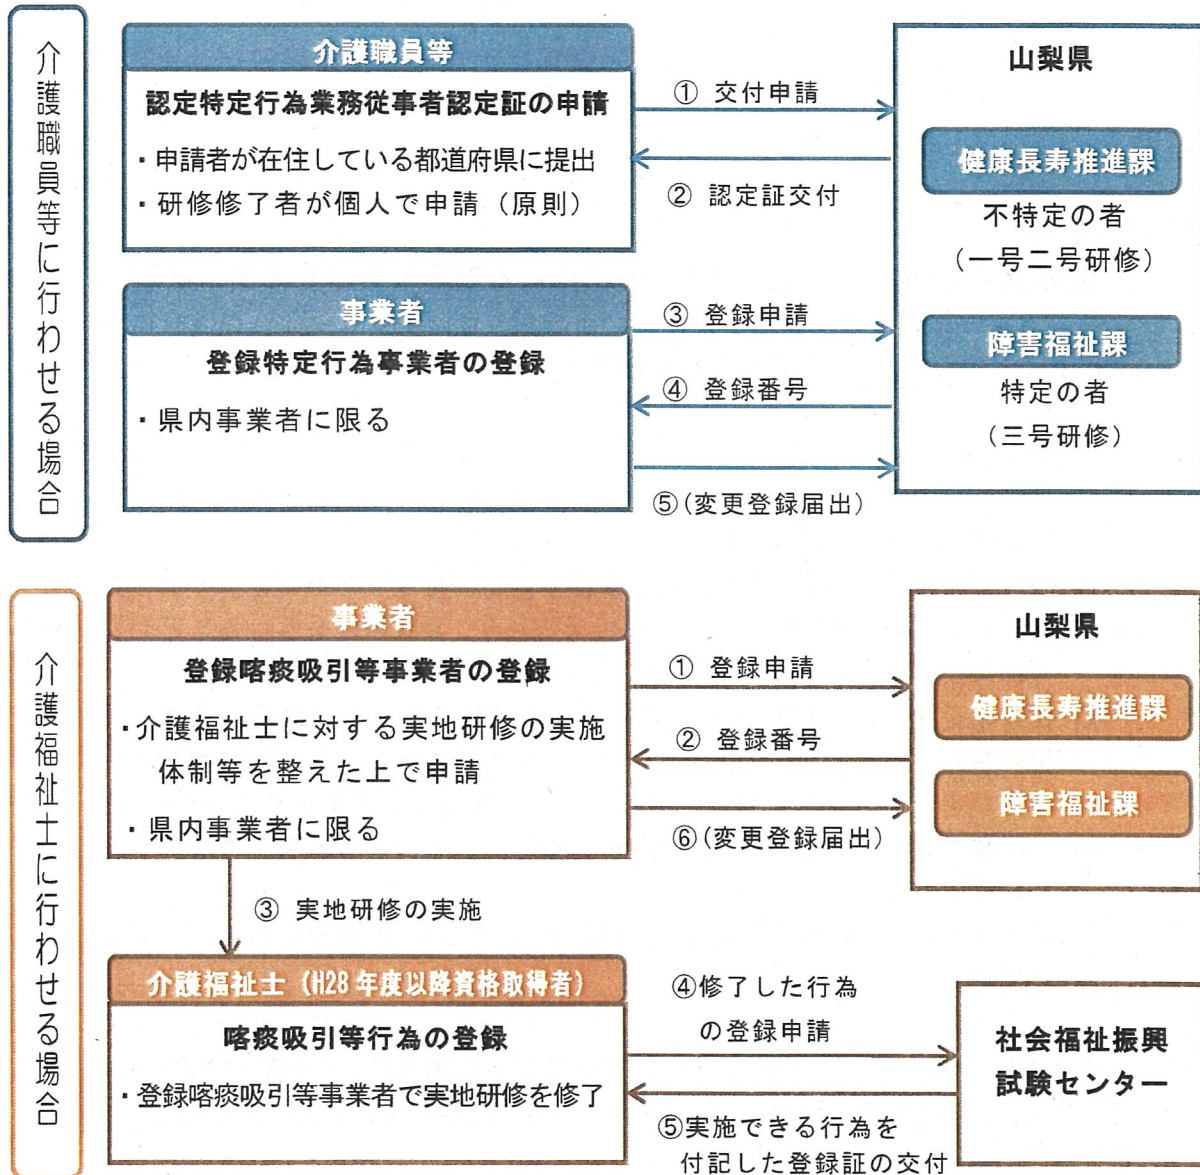 介護職員等に行わせる場合
介護職員等
認定特定行為業務従事者認定証の申請
・申請者が在住している都道府県に提出
・研修修了者が個人で申請（原則）
① 交付申請
② 認定証交付
事業者
登録特定行為事業者の登録
・県内事業者に限る
③ 登録申請
④ 登録番号
⑤(変更登録届出)
山梨県
健康長寿推進課
不特定の者
(一号二号研修)
障害福祉課
特定の者
(三号研修)
介護福祉士に行わせる場合
事業者
登録喀痰吸引等事業者の登録
・介護福祉士に対する実地研修の実施
体制等を整えた上で申請
・県内事業者に限る
① 登録申請
② 登録番号
⑥(変更登録届出)
山梨県
健康長寿推進課
障害福祉課
③ 実地研修の実施
介護福祉士（H28 年度以降資格取得者）
喀痰吸引等行為の登録
・登録喀痰吸引等事業者で実地研修を修了
④修了した行為
の登録申請
⑤実施できる行為を
付記した登録証の交付
社会福祉振興
試験センター